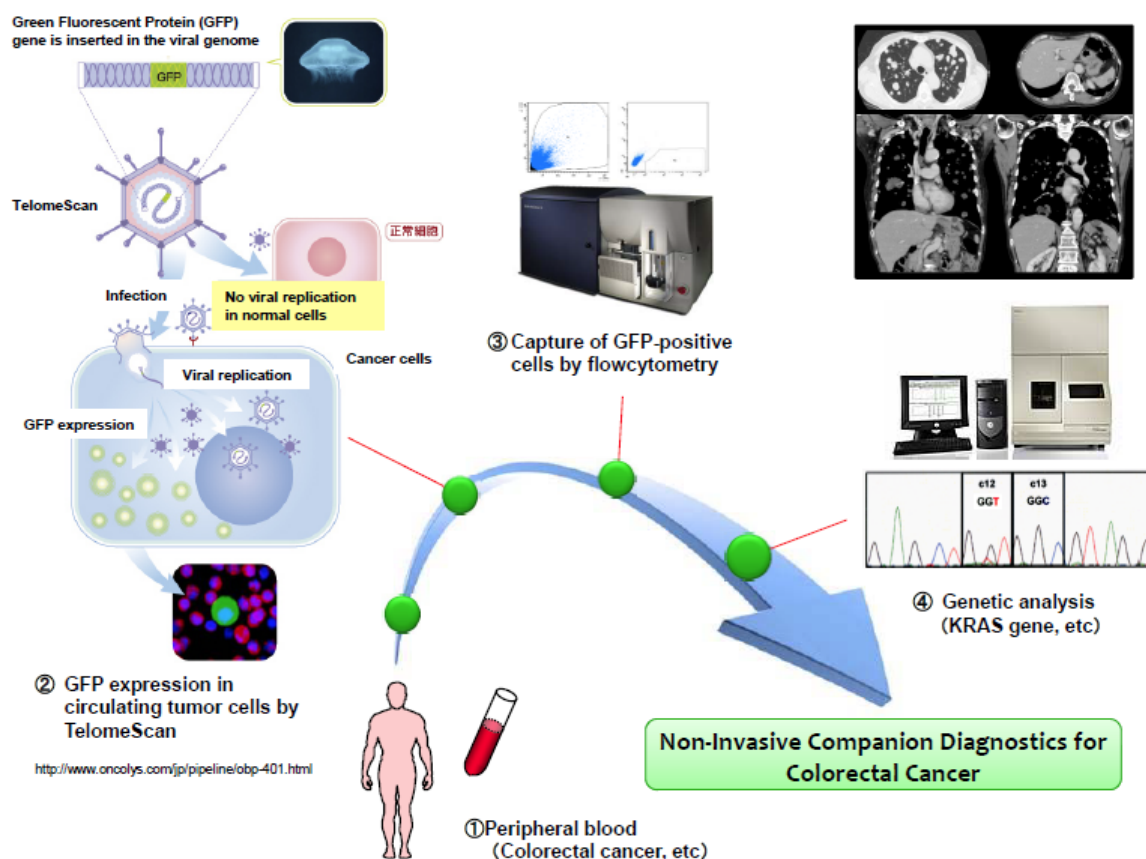 Green Fluorescent Protein (GFP)
gene is inserted in the viral genome
GFP
TelomeScan
正常細胞
Infection
No viral replication
in normal cells
Cancer cells
Viral replication
GFP expression
② GFP expression in
circulating tumor cells by
TelomeScan
http://www.oncolys.com/jp/pipeline/obp-401.html
①Peripheral blood
(Colorectal cancer, etc)
③ Capture of GFP-positive
cells by flowcytometry
c12
GGT
c13
GGC
④ Genetic analysis
(KRAS gene, etc)
Non-Invasive Companion Diagnostics for
Colorectal Cancer